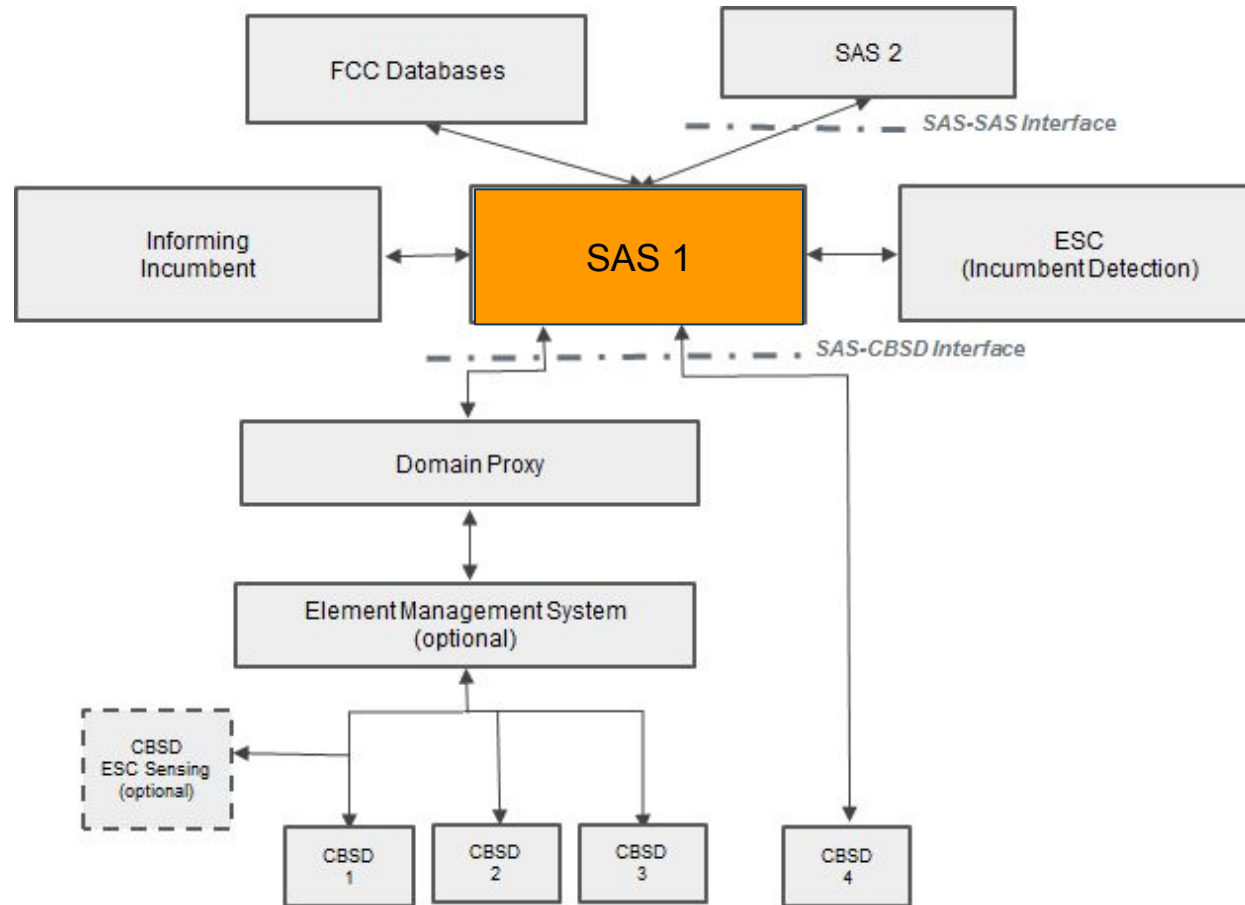 FCC Databases
SAS 2
SAS-SAS Interface
Informing
Incumbent
SAS 1
ESC
(Incumbent Detection)
SAS-CBSD Interface
Domain Proxy
Element Management System
(optional)
CBSD
ESC Sensing
(optional)
CBSD
1
CBSD
2
CBSD
3
CBSD
4